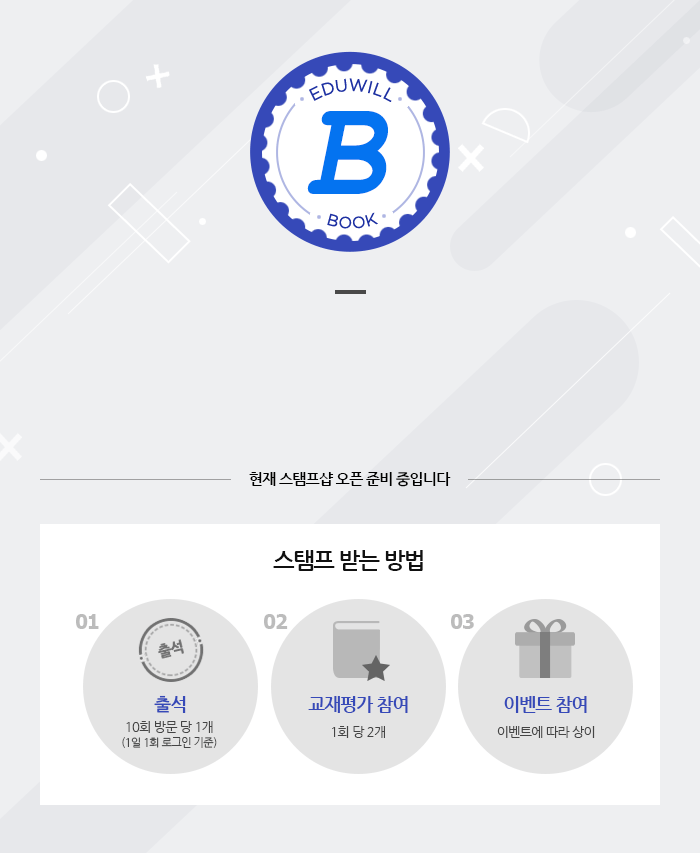 EDUWILL
B
BOOK
현재 스탬프샵 오픈 준비 중입니다
스탬프 받는 방법
01
출석
출석
10회 방문 당 1개
(1일 1회 로그인 기준)
02
교재평가 참여
1회 당 2개
03
이벤트 참여
이벤트에 따라 상이